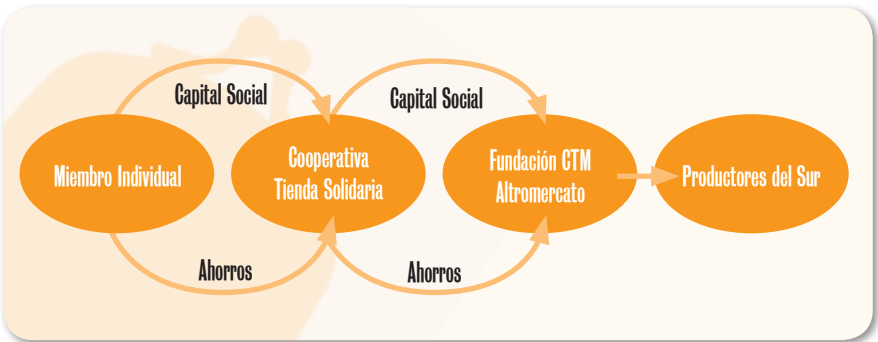 Capital Social
Capital Social
Miembro Individual
Cooperativa
Tienda Solidaria
Fundación CTM
Altromercato
Productores del Sur
Ahorros
Ahorros